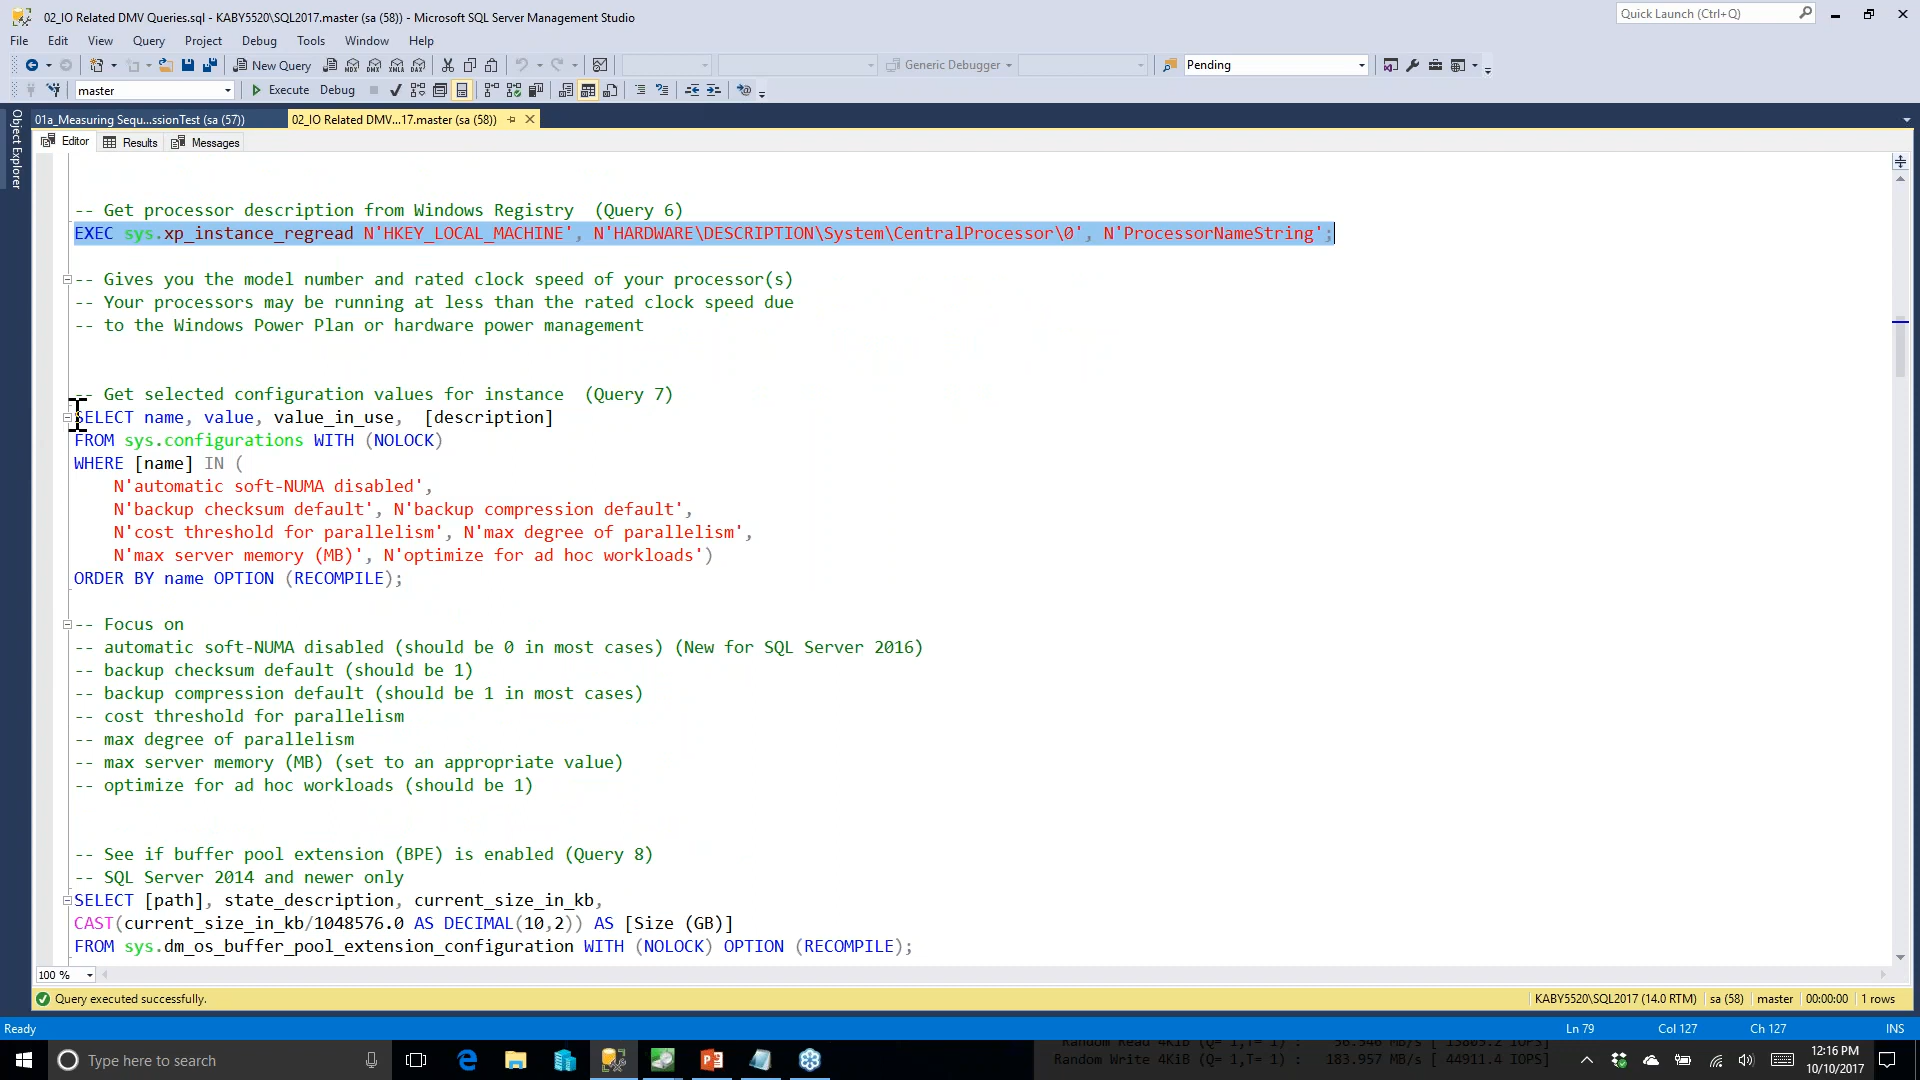 02_IO Related DMV Queries.sql - KABY5520\SQL2017.master (sa (58)) - Microsoft SQL Server Management Studio
Quick Launch (Ctrl+Q)
File Edit View Query Project Debug Tools Window Help
New Query
Generic Debugger
Pending
master
Execute Debug
Object Explorer
01a_Measuring Sequ...ssionTest (sa (57))
02_IO Related DMV...17.master (sa (58))
Editor Results Messages
-- Get processor description from Windows Registry  (Query 6)
EXEC sys.xp_instance_regread N'HKEY_LOCAL_MACHINE', N'HARDWARE\DESCRIPTION\System\CentralProcessor\0', N'ProcessorNameString';
-- Gives you the model number and rated clock speed of your processor(s)
-- Your processors may be running at less than the rated clock speed due
-- to the Windows Power Plan or hardware power management
-- Get selected configuration values for instance  (Query 7)
SELECT name, value, value_in_use,  [description]
FROM sys.configurations WITH (NOLOCK)
WHERE [name] IN (
N'automatic soft-NUMA disabled',
N'backup checksum default', N'backup compression default',
N'cost threshold for parallelism', N'max degree of parallelism',
N'max server memory (MB)', N'optimize for ad hoc workloads')
ORDER BY name OPTION (RECOMPILE);
-- Focus on
-- automatic soft-NUMA disabled (should be 0 in most cases) (New for SQL Server 2016)
-- backup checksum default (should be 1)
-- backup compression default (should be 1 in most cases)
-- cost threshold for parallelism
-- max degree of parallelism
-- max server memory (MB) (set to an appropriate value)
-- optimize for ad hoc workloads (should be 1)
-- See if buffer pool extension (BPE) is enabled (Query 8)
-- SQL Server 2014 and newer only
SELECT [path], state_description, current_size_in_kb,
CAST(current_size_in_kb/1048576.0 AS DECIMAL(10,2)) AS [Size (GB)]
FROM sys.dm_os_buffer_pool_extension_configuration WITH (NOLOCK) OPTION (RECOMPILE);
100 %
Query executed successfully.
KABY5520\SQL2017 (14.0 RTM) sa (58) master 00:00:00 1 rows
Ready
Ln 79 Col 127 Ch 127 INS
Type here to search
Random Write 4KiB (Q= 1,T= 1) : 183.957 MB/s [ 44911.4 IOPS]
12:16 PM
10/10/2017